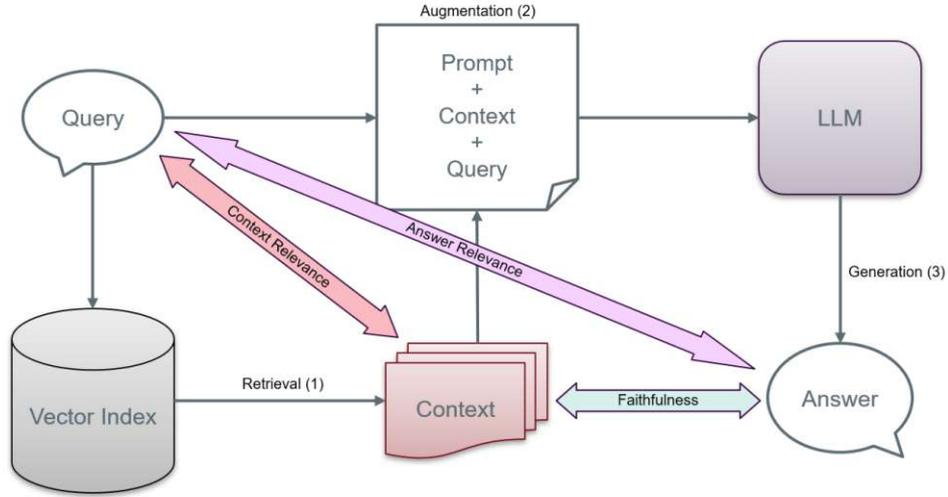 Augmentation (2)
Prompt
+
Context
+
Query
Query
LLM
Context Relevance
Answer Relevance
Generation (3)
Vector Index
Retrieval (1)
Context
Faithfulness
Answer